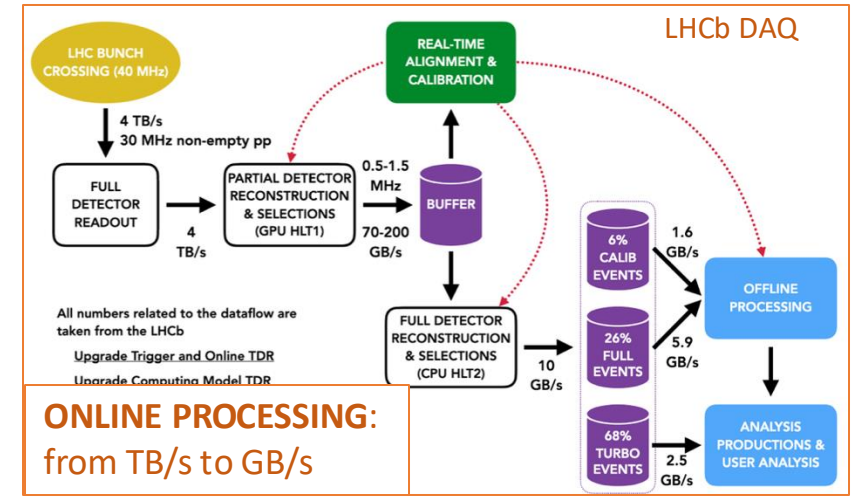 LHCb DAQ
LHC BUNCH
CROSSING (40 MHz)
REAL-TIME
ALIGNMENT &
CALIBRATION
4 TB/s
30 MHz non-empty pp
FULL
DETECTOR
READOUT
4
TB/s
PARTIAL DETECTOR
RECONSTRUCTION
& SELECTIONS
(GPU HLT1)
0.5-1.5
MHz
70-200
GB/s
BUFFER
FULL DETECTOR
RECONSTRUCTION
& SELECTIONS
(CPU HLT2)
10
GB/s
6%
CALIB
EVENTS
26%
FULL
EVENTS
68%
TURBO
EVENTS
1.6
GB/s
5.9
GB/s
2.5
GB/s
OFFLINE
PROCESSING
ANALYSIS
PRODUCTIONS &
USER ANALYSIS
All numbers related to the dataflow are
taken from the LHCb
Upgrade Trigger and Online TDR
Upgrade Computing Model TDR
ONLINE PROCESSING:
from TB/s to GB/s